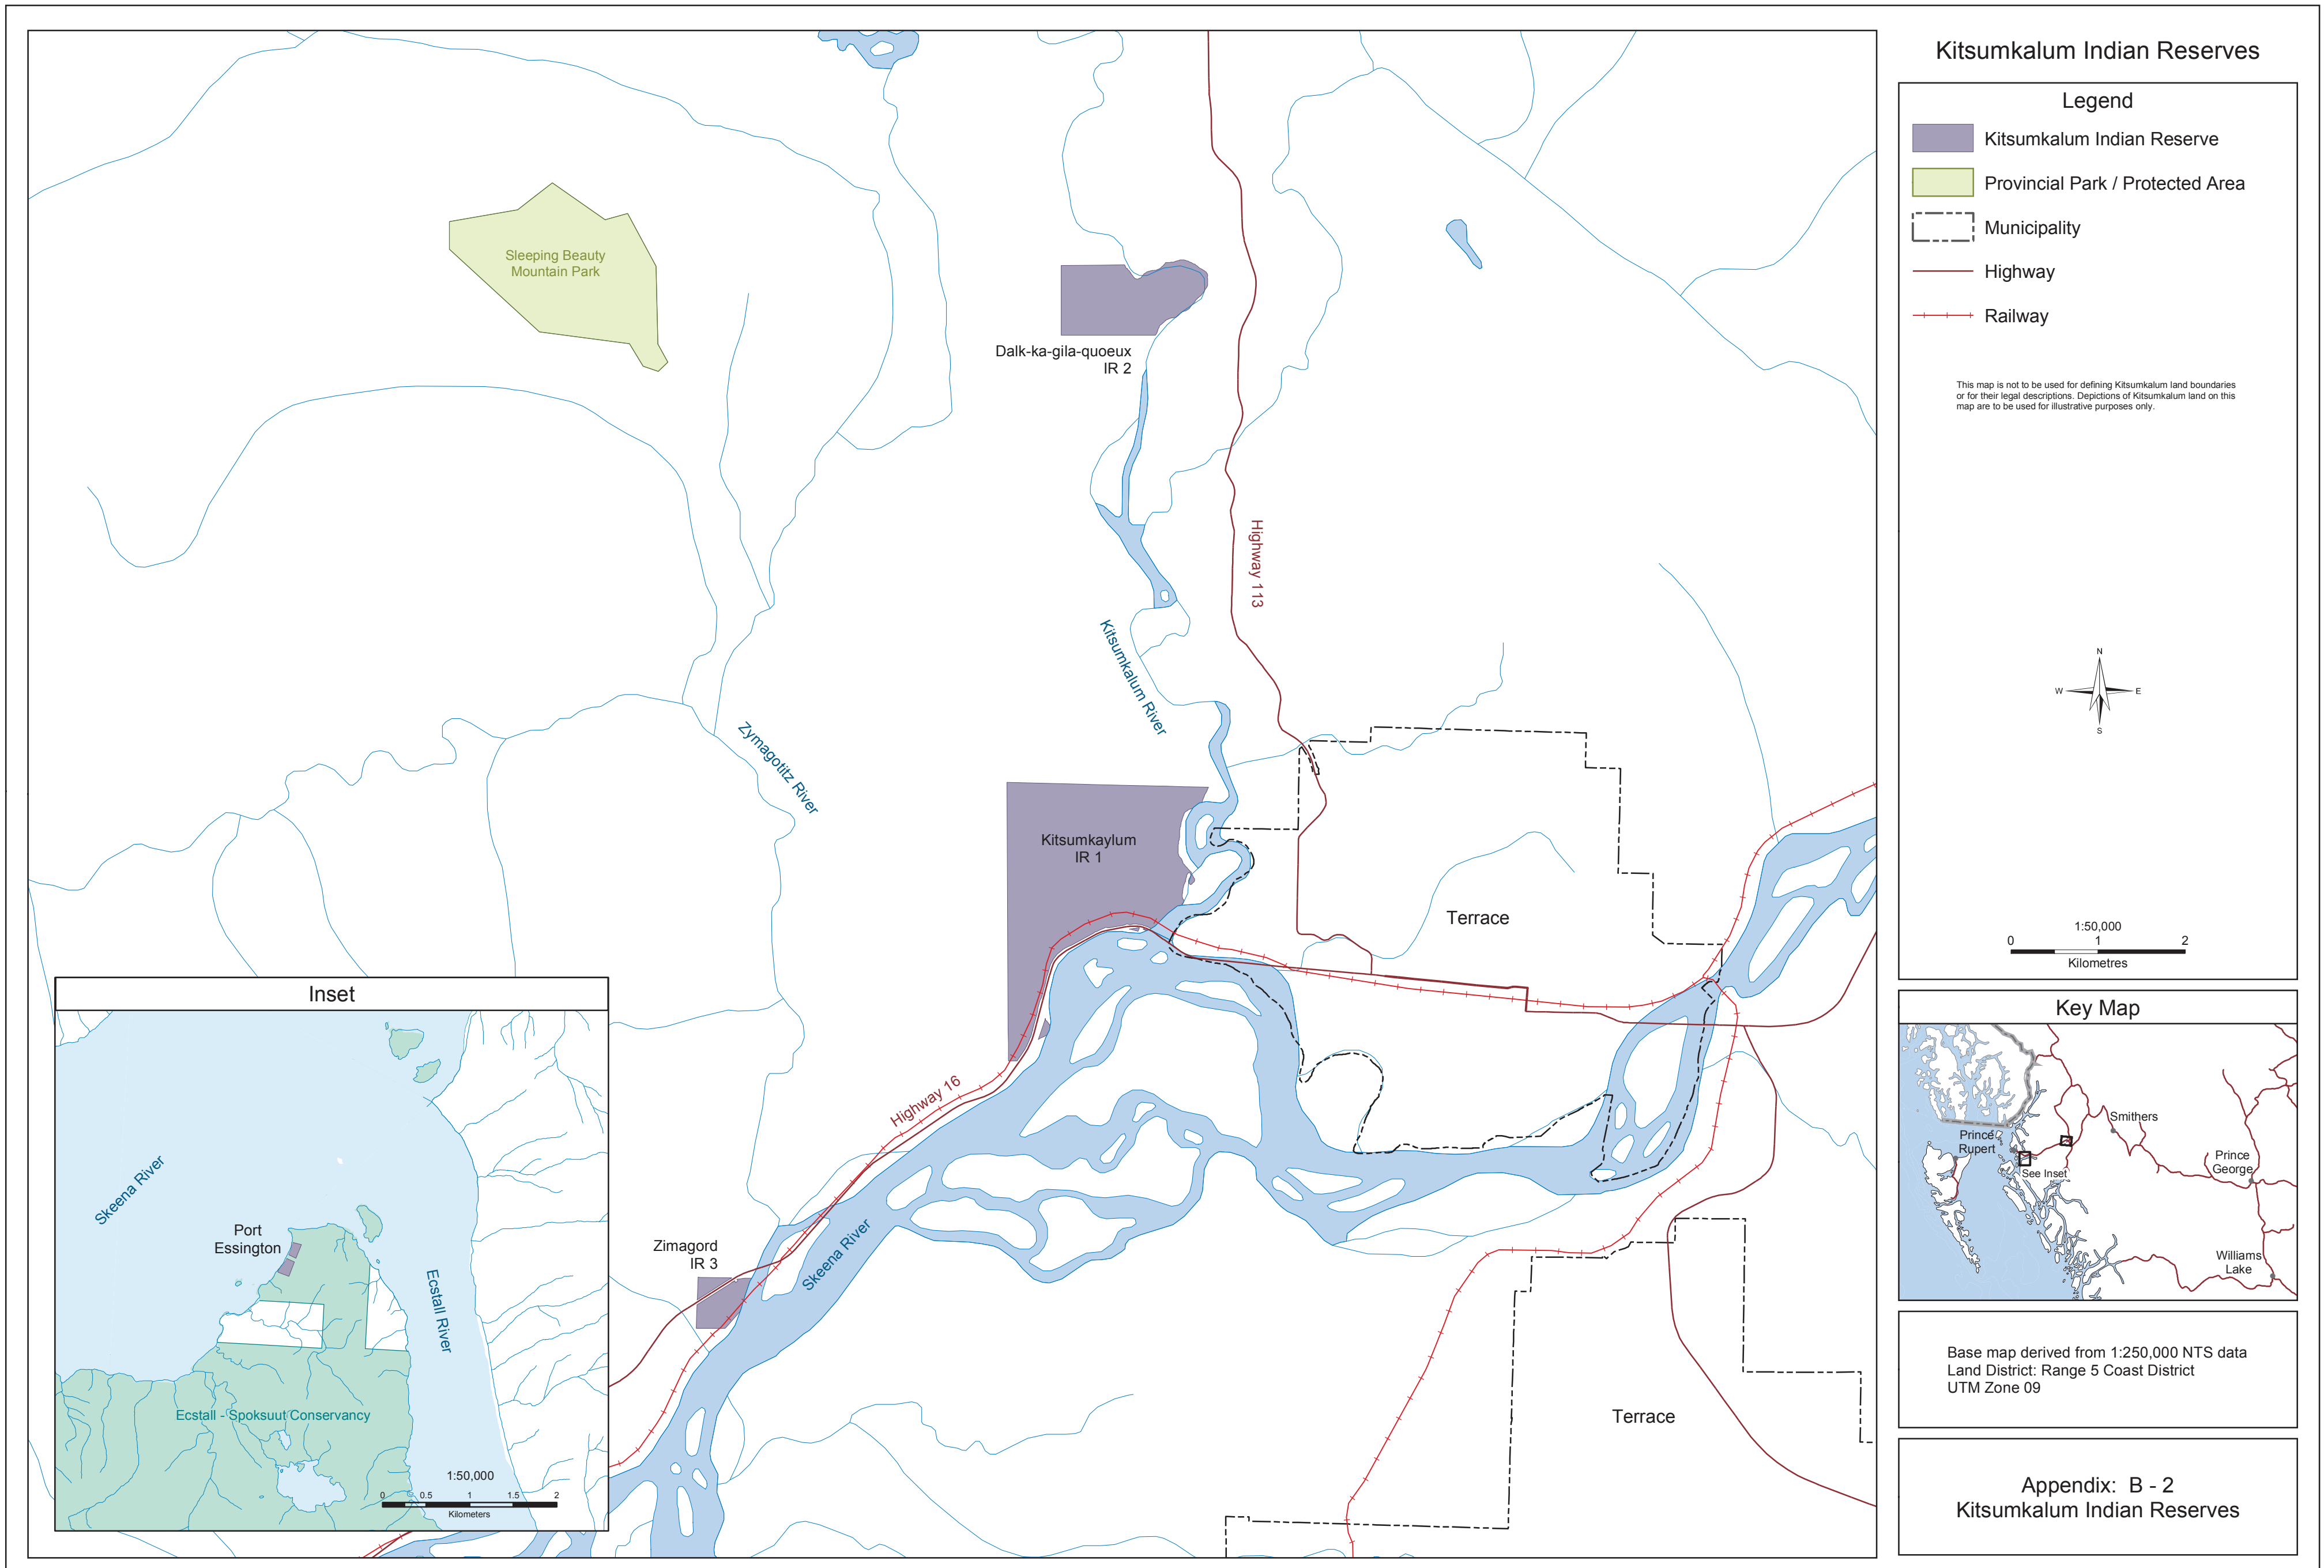 Kitsumkalum Indian Reserves
Legend
Kitsumkalum Indian Reserve
Provincial Park / Protected Area
Municipality
Highway
Railway
This map is not to be used for defining Kitsumkalum land boundaries
or for their legal descriptions. Depictions of Kitsumkalum land on this
map are to be used for illustrative purposes only.
N
W
E
S
1:50,000
0
1
2
Kilometres
Key Map
Smithers
Prince
Rupert
See Inset
Prince
George
Williams
Lake
Base map derived from 1:250,000 NTS data
Land District: Range 5 Coast District
UTM Zone 09
Appendix: B - 2
Kitsumkalum Indian Reserves
Sleeping Beauty
Mountain Park
Dalk-ka-gila-quoeux
IR 2
Highway 113
Kitsumkalum River
Zymagotitz River
Kitsumkaylum
IR 1
Terrace
Highway 16
Skeena River
Zimagord
IR 3
Terrace
Inset
Skeena River
Port
Essington
Ecstall River
Ecstall - Spoksuut Conservancy
1:50,000
0
0.5
1
1.5
2
Kilometers